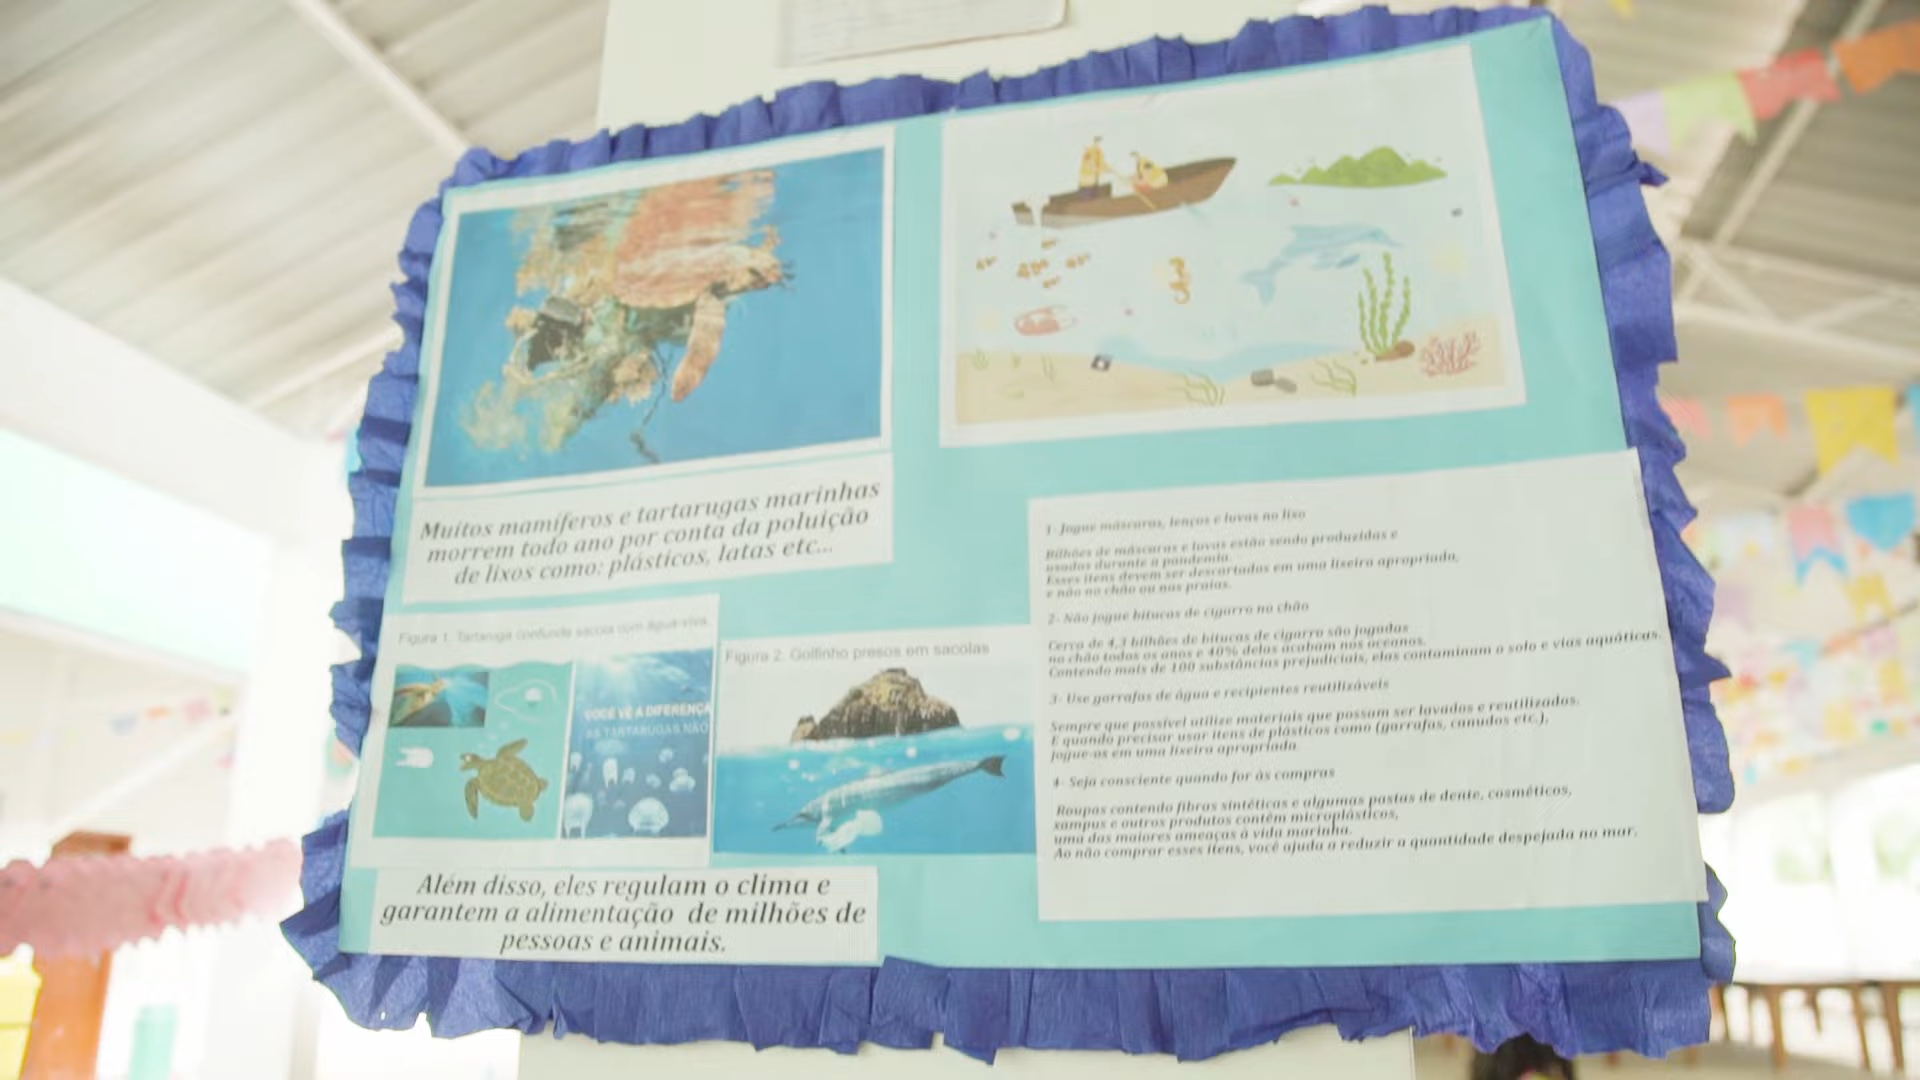 Muitos mamíferos e tartarugas marinhas
morrem todo ano por conta da poluição
de lixos como: plásticos, latas etc...
Figura 1. Tartaruga confunde sacola com água-viva.
VOCÊ VÊ A DIFERENÇA
AS TARTARUGAS NÃO
Figura 2. Golfinho presos em sacolas
Além disso, eles regulam o clima e
garantem a alimentação de milhões de
pessoas e animais.
1- Jogue máscaras, lenços e luvas no lixo
Bilhões de máscaras e luvas estão sendo produzidas e
usadas durante a pandemia.
Esses itens devem ser descartados em uma lixeira apropriada,
e não no chão ou nas praias.
2- Não jogue bitucas de cigarro no chão
Cerca de 4,3 bilhões de bitucas de cigarro são jogadas
no chão todos os anos e 40% delas acabam nos oceanos.
Contendo mais de 100 substâncias prejudiciais, elas contaminam o solo e vias aquáticas.
3- Use garrafas de água e recipientes reutilizáveis
Sempre que possível utilize materiais que possam ser lavados e reutilizados.
E quando precisar usar itens de plásticos como (garrafas, canudos etc.),
jogue-os em uma lixeira apropriada.
4- Seja consciente quando for às compras
Roupas contendo fibras sintéticas e algumas pastas de dente, cosméticos,
xampus e outros produtos contêm microplásticos,
uma das maiores ameaças à vida marinha.
Ao não comprar esses itens, você ajuda a reduzir a quantidade despejada no mar.